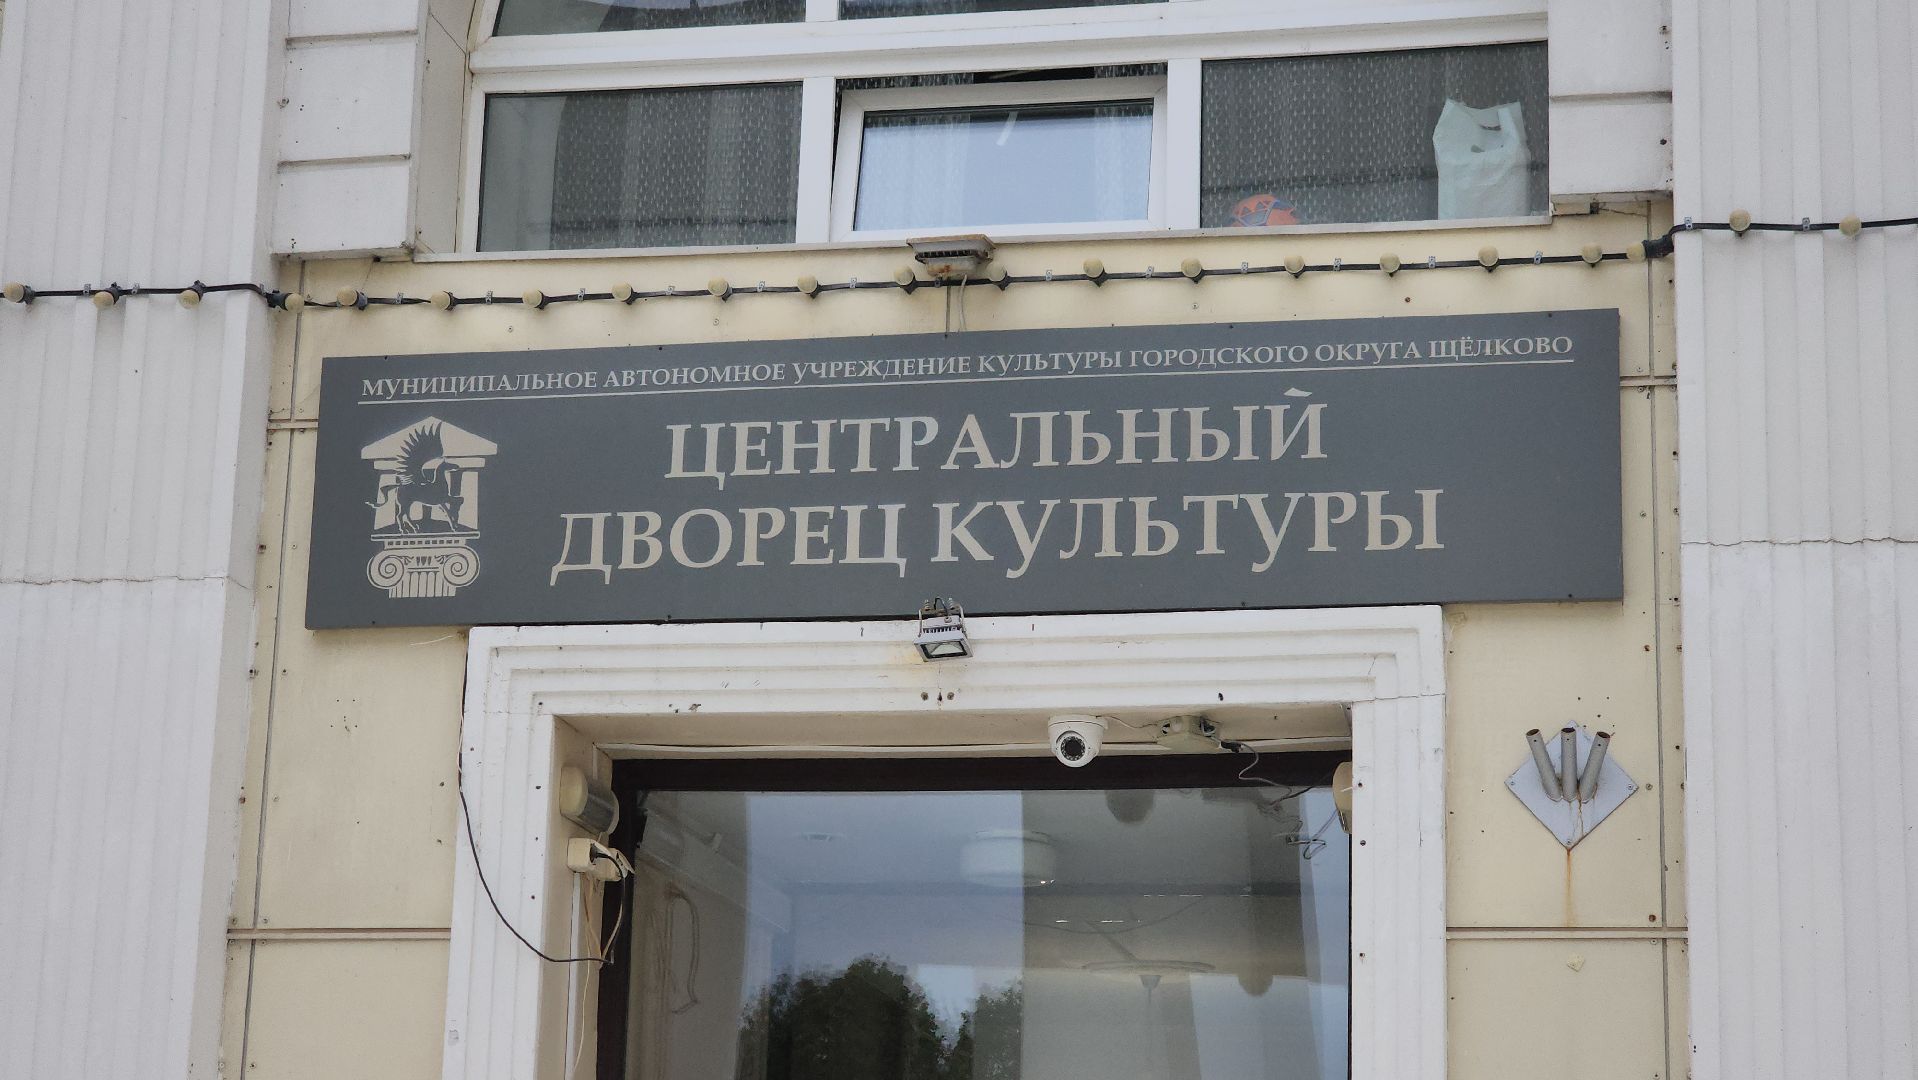 МУНИЦИПАЛЬНОЕ АВТОНОМНОЕ УЧРЕЖДЕНИЕ КУЛЬТУРЫ ГОРОДСКОГО ОКРУГА ЩЁЛКОВО
ЦЕНТРАЛЬНЫЙ
ДВОРЕЦ КУЛЬТУРЫ